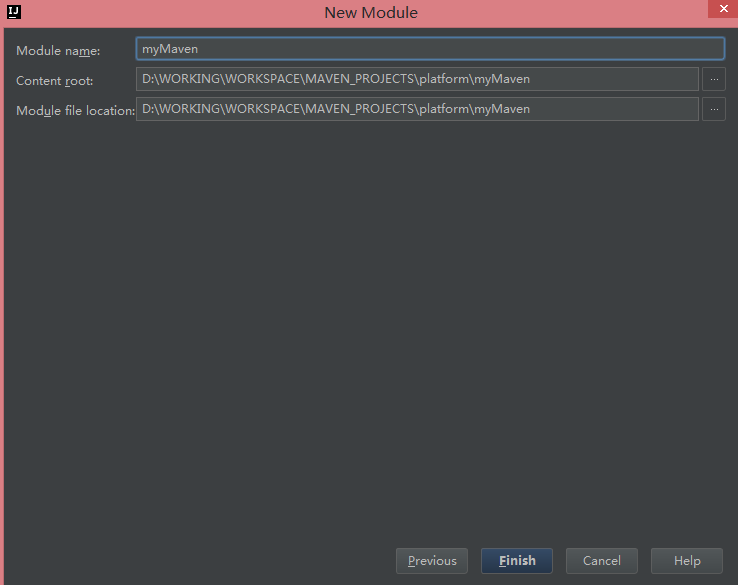 IJ
New Module
Module name: myMaven
Content root: D:\WORKING\WORKSPACE\MAVEN_PROJECTS\platform\myMaven ...
Module file location: D:\WORKING\WORKSPACE\MAVEN_PROJECTS\platform\myMaven ...
Previous Finish Cancel Help